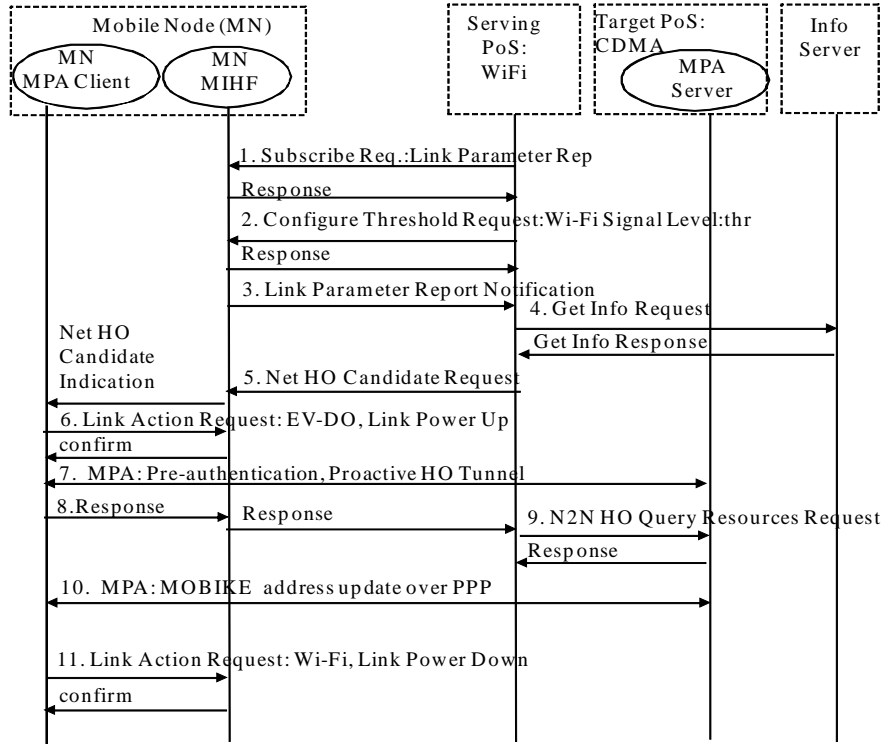 Mobile Node (MN)
MN
MPA Client
MN
MIHF
Serving
PoS:
WiFi
Target PoS:
CDMA
MPA
Server
Info
Server
1. Subscribe Req.:Link Parameter Rep
Response
2. Configure Threshold Request:Wi-Fi Signal Level:thr
Response
3. Link Parameter Report Notification
4. Get Info Request
Get Info Response
Net HO
Candidate
Indication
5. Net HO Candidate Request
6. Link Action Request: EV-DO, Link Power Up
confirm
7. MPA: Pre-authentication, Proactive HO Tunnel
8.Response
Response
9. N2N HO Query Resources Request
Response
10. MPA: MOBIKE address update over PPP
11. Link Action Request: Wi-Fi, Link Power Down
confirm